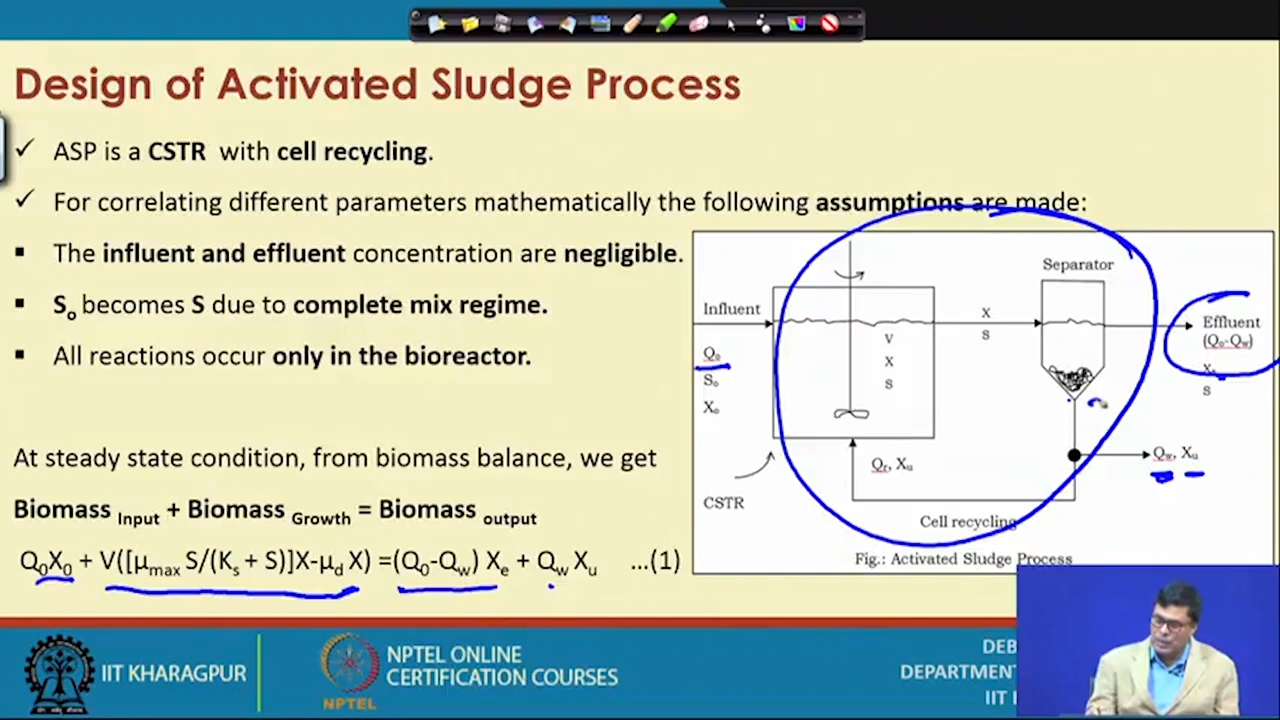 Design of Activated Sludge Process
✓ ASP is a CSTR with cell recycling.
✓ For correlating different parameters mathematically the following assumptions are made:
▪ The influent and effluent concentration are negligible.
▪ So becomes S due to complete mix regime.
▪ All reactions occur only in the bioreactor.
At steady state condition, from biomass balance, we get
Biomass Input + Biomass Growth = Biomass output
Q0X0 + V([μmax S/(Ks + S)]X-μd X) =(Q0-Qw) Xe + Qw Xu ...(1)
Separator
Influent
X
S
Effluent
(Q₀-Qw)
V
X
S
Q₀
S₀
X₀
S
Qr, Xu
Qw, Xu
CSTR
Cell recycling
Fig.: Activated Sludge Process
IIT KHARAGPUR
NPTEL
NPTEL ONLINE
CERTIFICATION COURSES
DEB
DEPARTMENT
IIT